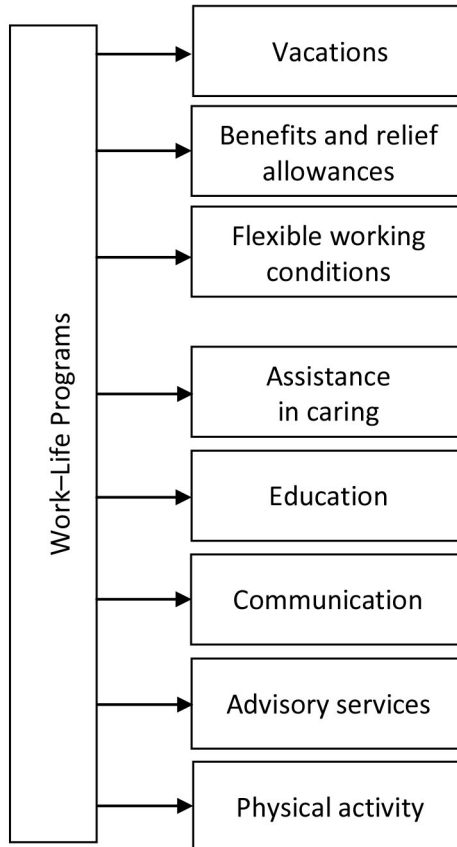 Work–Life Programs
Vacations
Benefits and relief
allowances
Flexible working
conditions
Assistance
in caring
Education
Communication
Advisory services
Physical activity